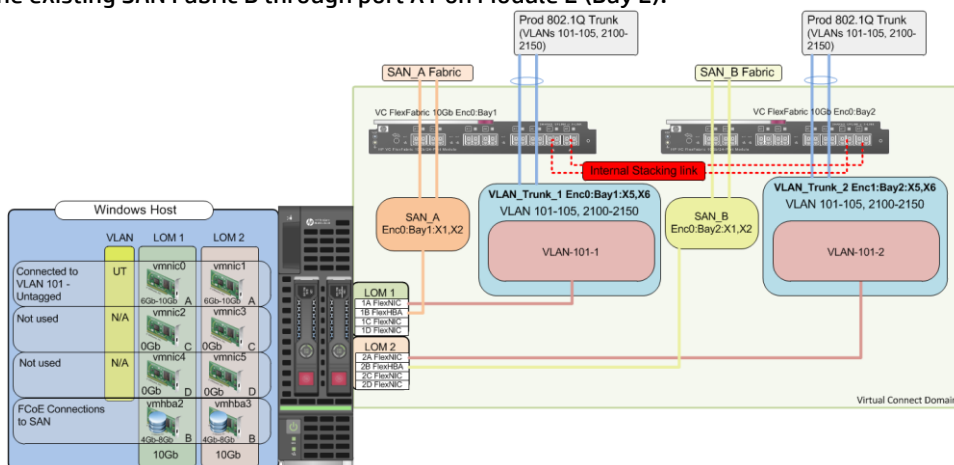 the existing SAN Fabric B through port X1 on Module 2 (Bay 2).
Prod 802.1Q Trunk
(VLANs 101-105, 2100-
2150)
Prod 802.1Q Trunk
(VLANs 101-105, 2100-
2150)
SAN_A Fabric
SAN_B Fabric
VC FlexFabric 10Gb Enc0:Bay1
VC FlexFabric 10Gb Enc0:Bay2
Internal Stacking link
SAN_A
Enc0:Bay1:X1,X2
VLAN_Trunk_1 Enc0:Bay1:X5,X6
VLAN 101-105, 2100-2150
VLAN-101-1
SAN_B
Enc0:Bay2:X1,X2
VLAN_Trunk_2 Enc1:Bay2:X5,X6
VLAN 101-105, 2100-2150
VLAN-101-2
Windows Host
VLAN
LOM 1
LOM 2
Connected to
VLAN 101 -
Untagged
UT
vmnic0
6Gb-10Gb
A
vmnic1
6Gb-10Gb
A
Not used
N/A
vmnic2
0Gb
C
vmnic3
0Gb
C
Not used
N/A
vmnic4
0Gb
D
vmnic5
0Gb
D
FCoE Connections
to SAN
vmhba2
4Gb-8Gb
B
vmhba3
4Gb-8Gb
B
10Gb
10Gb
LOM 1
1A FlexNIC
1B FlexHBA
1C FlexNIC
1D FlexNIC
LOM 2
2A FlexNIC
2B FlexHBA
2C FlexNIC
2D FlexNIC
Virtual Connect Domain